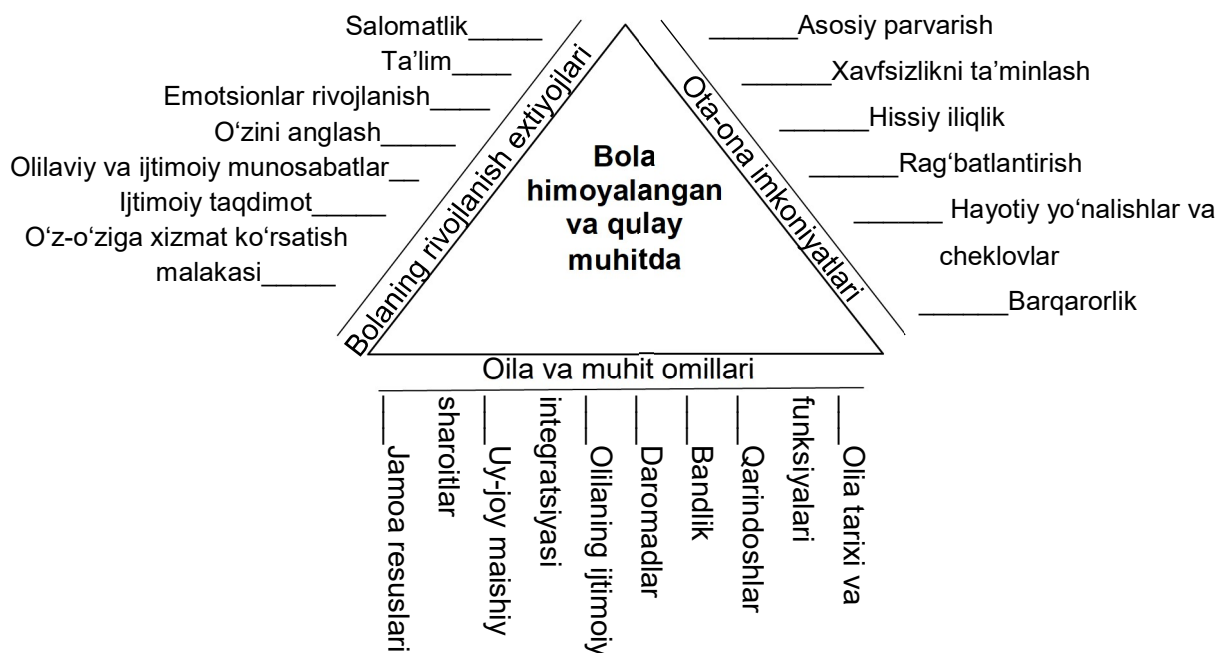 Salomatlik_____
Ta’lim____
Emotsionlar rivojlanish____
O‘zini anglash_____
Olilaviy va ijtimoiy munosabatlar__
Ijtimoiy taqdimot_____
O‘z-o‘ziga xizmat ko‘rsatish
malakasi_____
Bolaning rivojlanish extiyojlari
Bola
himoyalangan
va qulay
muhitda
Ota-ona imkoniyatlari
______Asosiy parvarish
______Xavfsizlikni ta’minlash
______Hissiy iliqlik
______Rag‘batlantirish
______ Hayotiy yo‘nalishlar va
cheklovlar
______Barqarorlik
Oila va muhit omillari
___Olia tarixi va
funksiyalari
___Qarindoshlar
___Bandlik
___Daromadlar
___Olilaning ijtimoiy
integratsiyasi
___Uy-joy maishiy
sharoitlar
___Jamoa resuslari